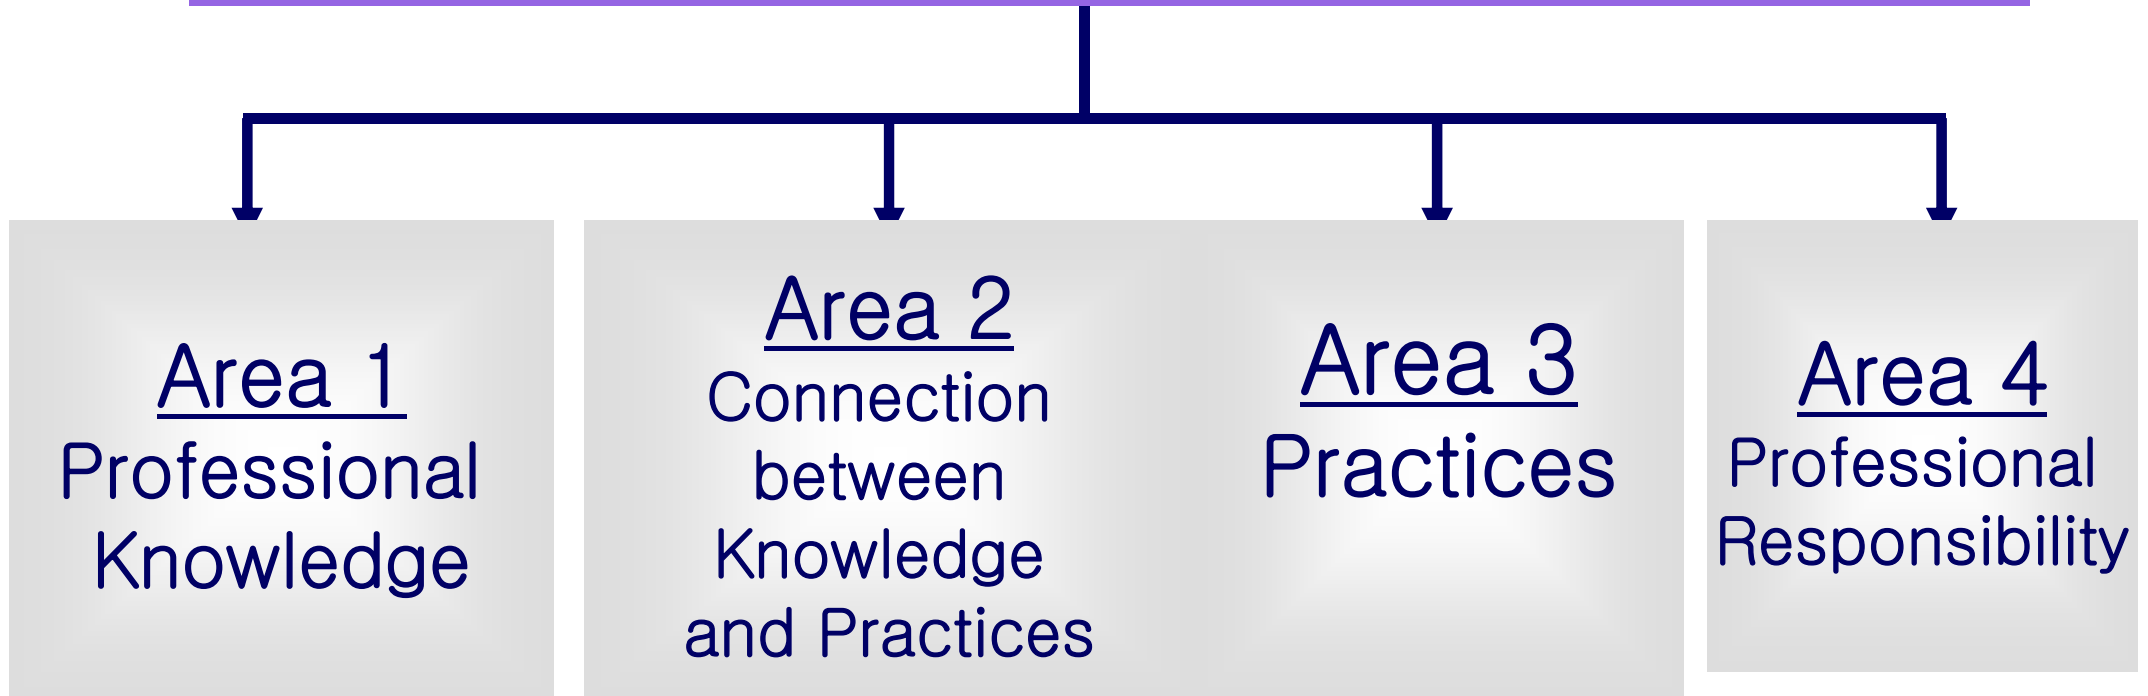 Area 1
Professional
Knowledge
Area 2
Connection
between
Knowledge
and Practices
Area 3
Practices
Area 4
Professional
Responsibility